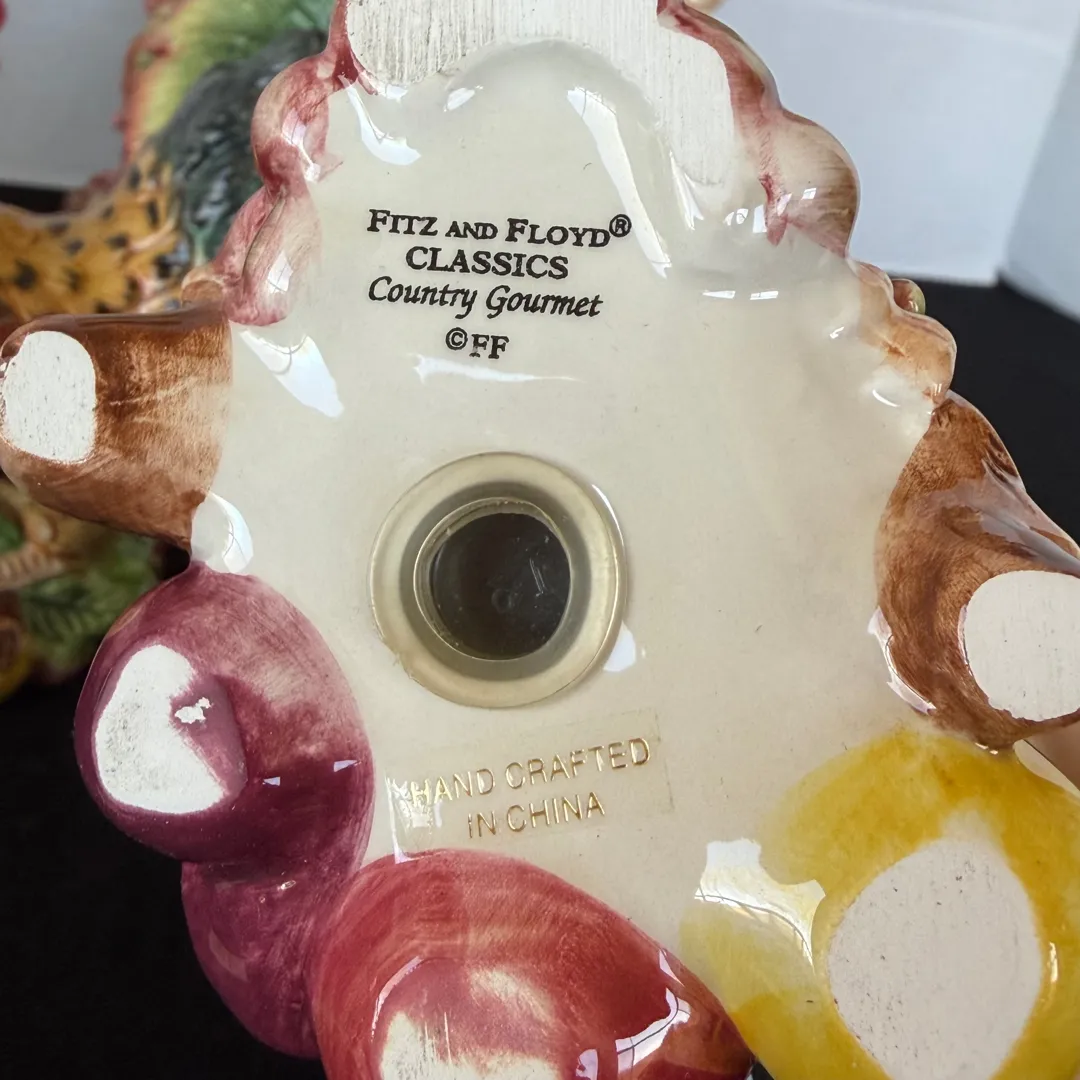 FITZ AND FLOYD®
CLASSICS
Country Gourmet
©FF
HAND CRAFTED
IN CHINA